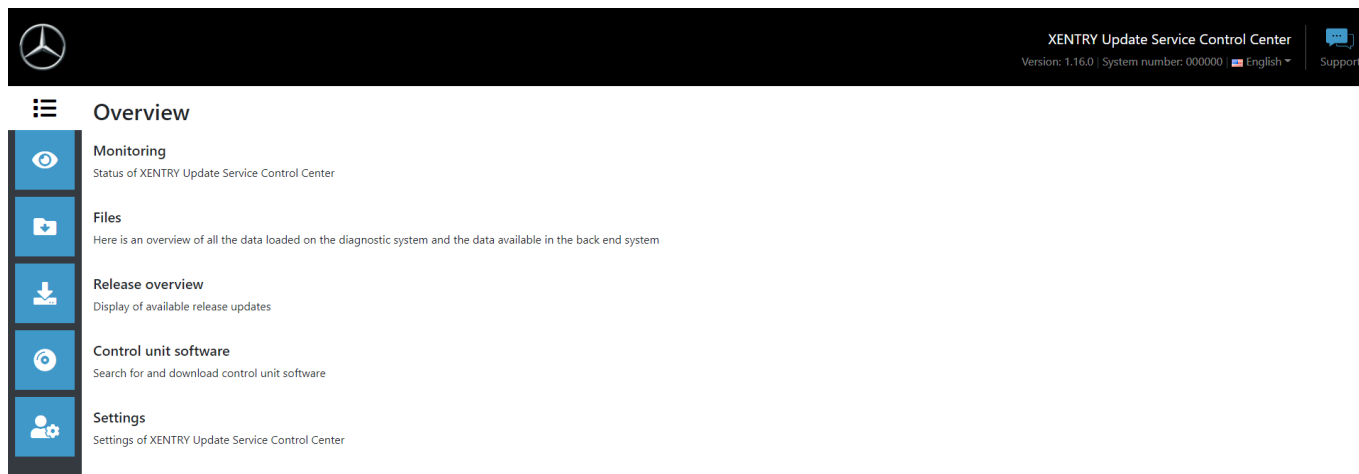 XENTRY Update Service Control Center
Version: 1.16.0 | System number: 000000 | English
Support
Overview
Monitoring
Status of XENTRY Update Service Control Center
Files
Here is an overview of all the data loaded on the diagnostic system and the data available in the back end system
Release overview
Display of available release updates
Control unit software
Search for and download control unit software
Settings
Settings of XENTRY Update Service Control Center